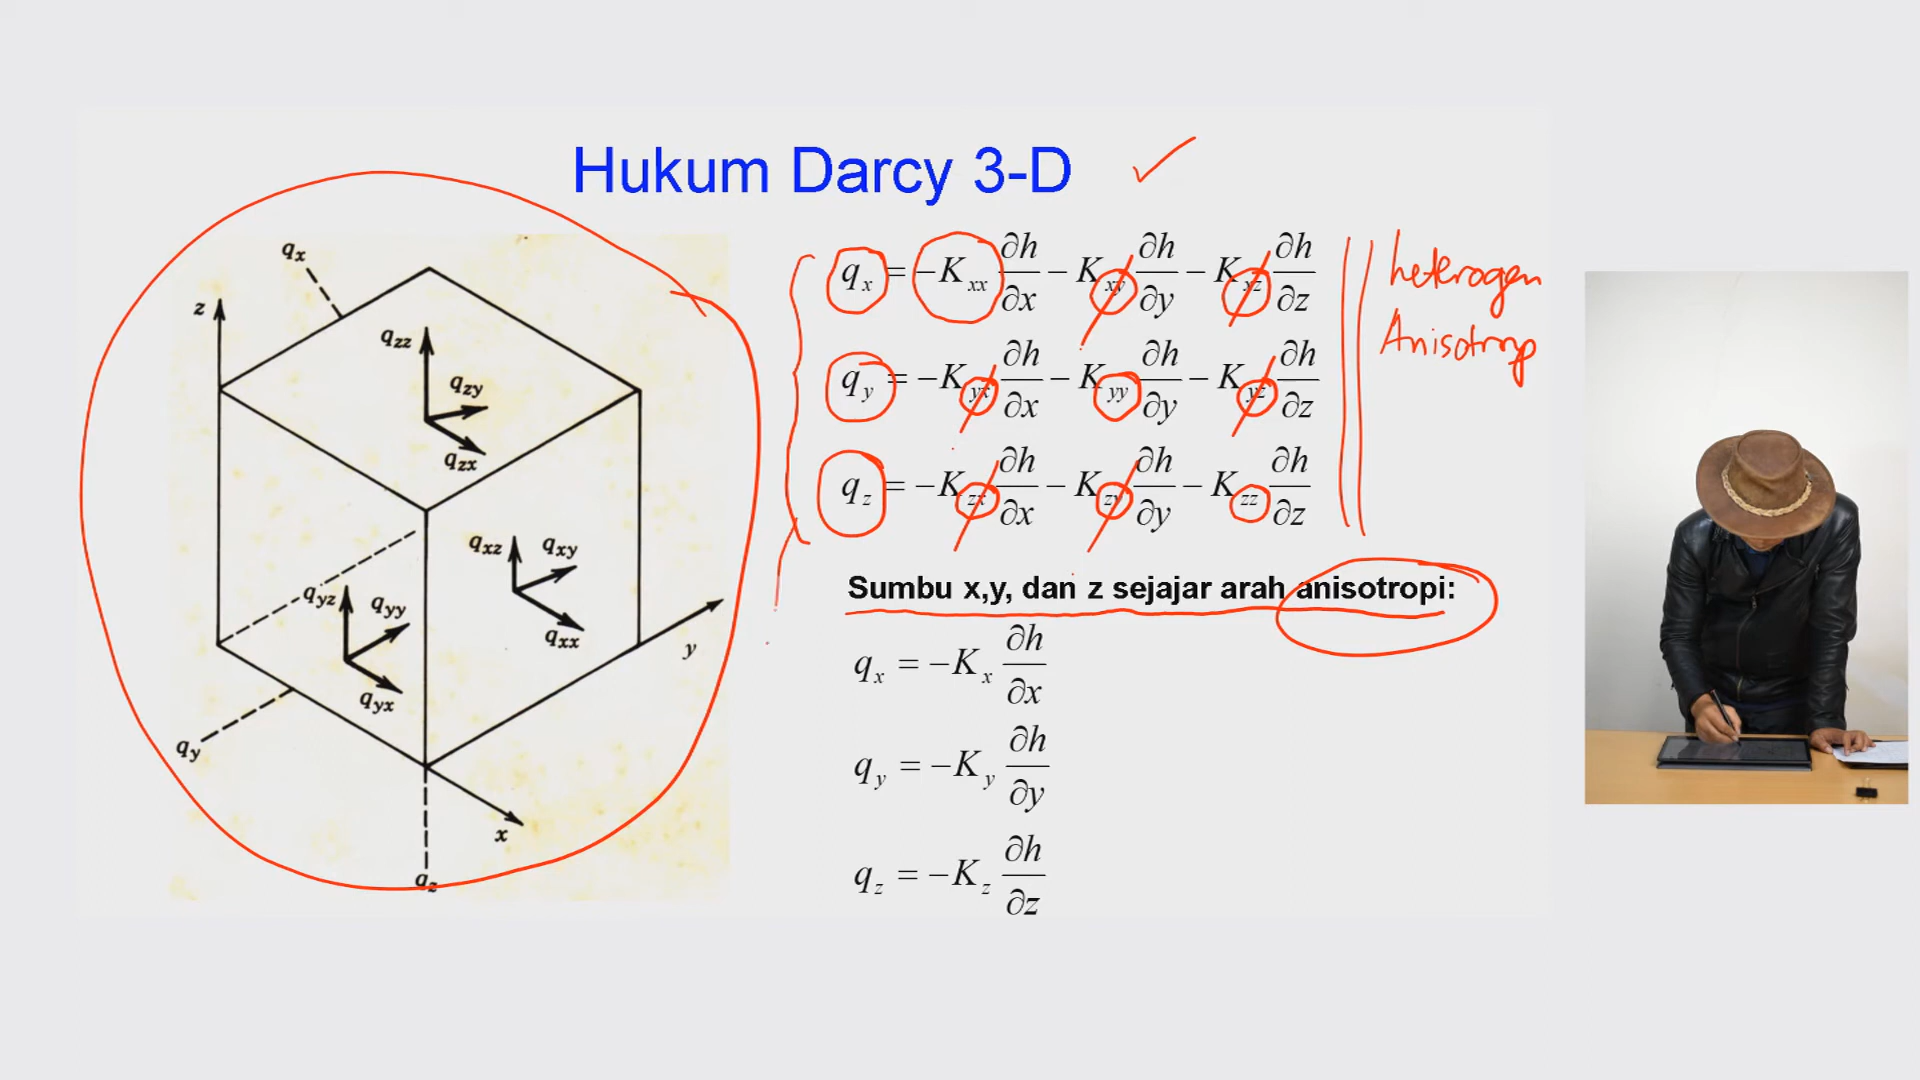 Hukum Darcy 3-D
q_x = -K_xx ∂h/∂x - K_xy ∂h/∂y - K_xz ∂h/∂z
q_y = -K_yx ∂h/∂x - K_yy ∂h/∂y - K_yz ∂h/∂z
q_z = -K_zx ∂h/∂x - K_zy ∂h/∂y - K_zz ∂h/∂z
heterogen
Anisotrop
Sumbu x,y, dan z sejajar arah anisotropi:
q_x = -K_x ∂h/∂x
q_y = -K_y ∂h/∂y
q_z = -K_z ∂h/∂z
q_x
z
q_zz
q_zy
q_zx
q_xz q_xy
q_xx
q_yz q_yy
q_yx
y
q_y
x
q_z